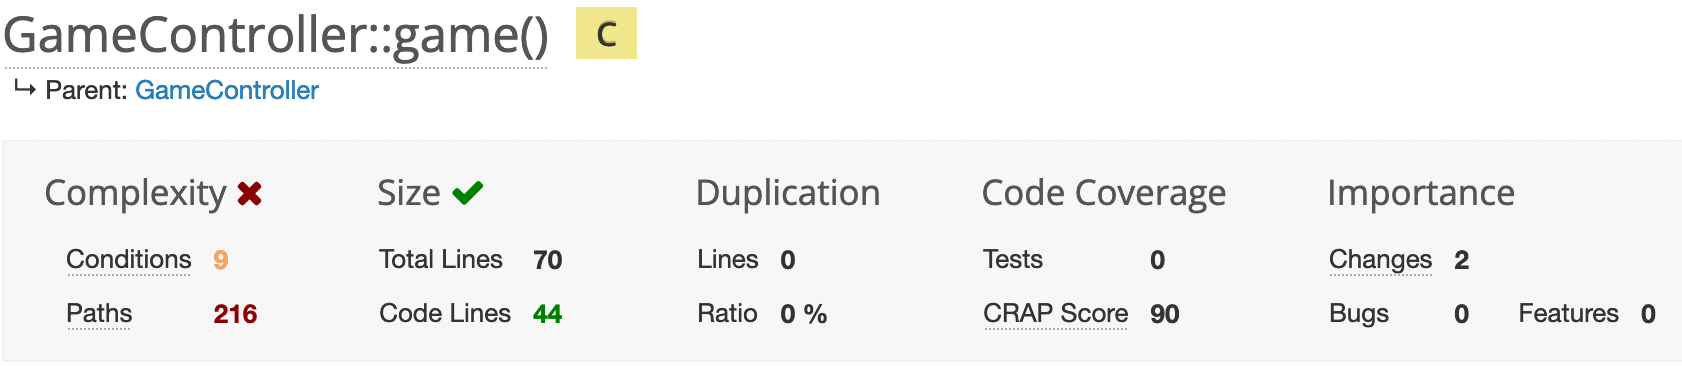 GameController::game() C
↳ Parent: GameController
Complexity ✖ Size ✔ Duplication Code Coverage Importance
Conditions 9 Total Lines 70 Lines 0 Tests 0 Changes 2
Paths 216 Code Lines 44 Ratio 0 % CRAP Score 90 Bugs 0 Features 0